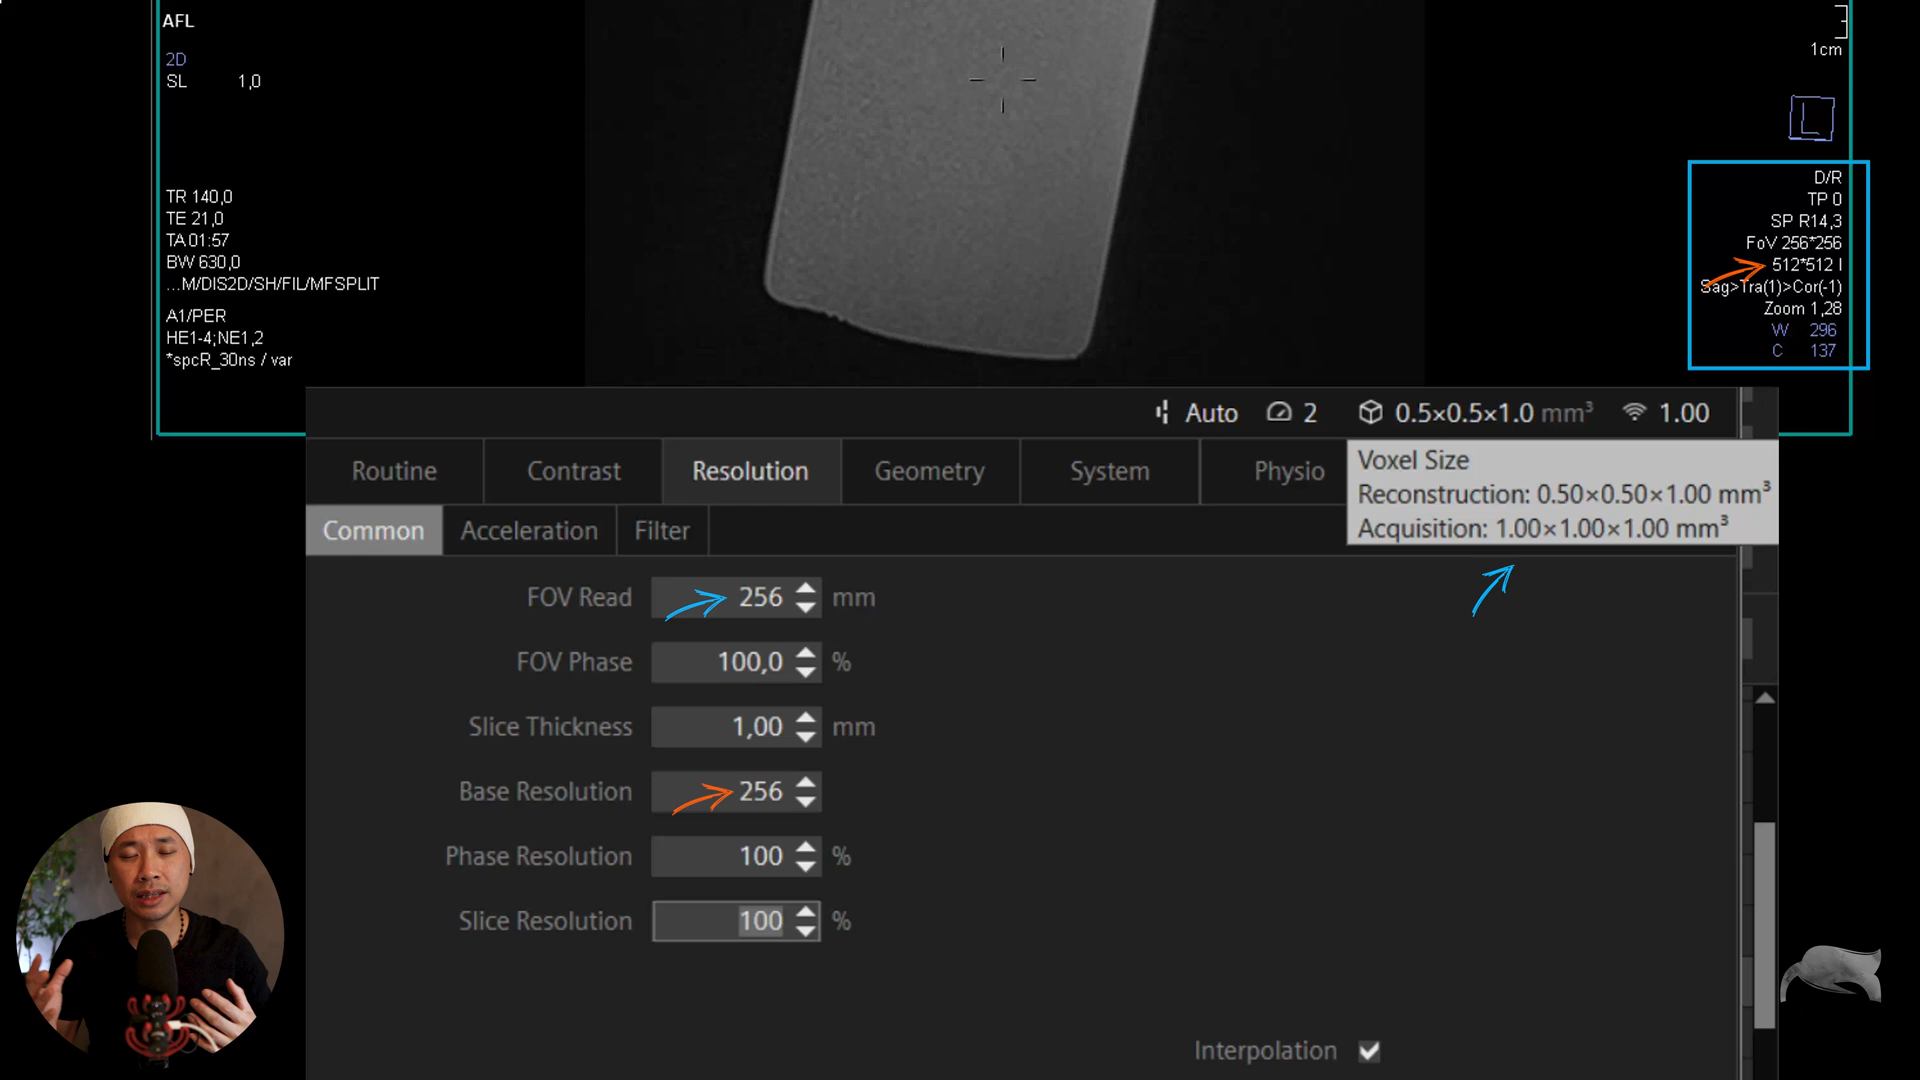 AFL
2D
SL 1,0
TR 140,0
TE 21,0
TA 01:57
BW 630,0
...M/DIS2D/SH/FIL/MFSPLIT
A1/PER
HE1-4;NE1,2
*spcR_30ns / var
1cm
L
D/R
TP 0
SP R14,3
FoV 256*256
512*512 I
Sag>Tra(1)>Cor(-1)
Zoom 1,28
W 296
C 137
Auto 2 0.5×0.5×1.0 mm³ 1.00
Routine Contrast Resolution Geometry System Physio
Voxel Size
Reconstruction: 0.50×0.50×1.00 mm³
Acquisition: 1.00×1.00×1.00 mm³
Common Acceleration Filter
FOV Read 256 mm
FOV Phase 100,0 %
Slice Thickness 1,00 mm
Base Resolution 256
Phase Resolution 100 %
Slice Resolution 100 %
Interpolation